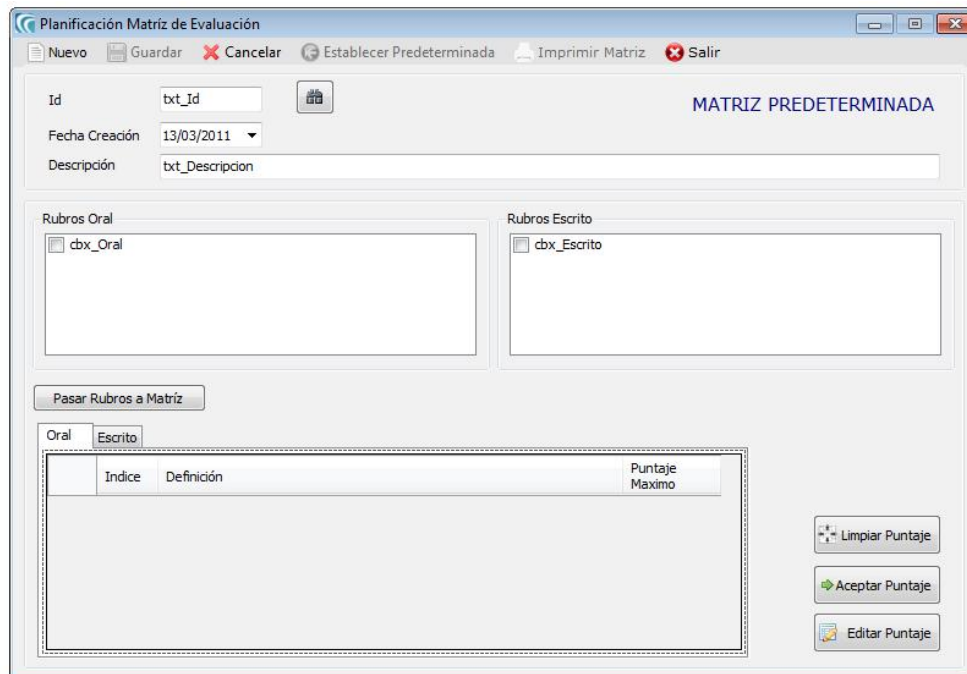 Planificación Matríz de Evaluación
Nuevo Guardar Cancelar Establecer Predeterminada Imprimir Matriz Salir
Id txt_Id MATRIZ PREDETERMINADA
Fecha Creación 13/03/2011
Descripción txt_Descripcion
Rubros Oral Rubros Escrito
cbx_Oral cbx_Escrito
Pasar Rubros a Matríz
Oral Escrito
Indice Definición Puntaje
Maximo
Limpiar Puntaje
Aceptar Puntaje
Editar Puntaje